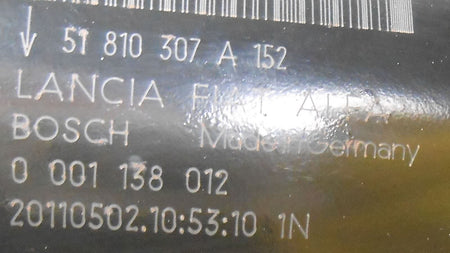 ↓ 51 810 307 A 152
LANCIA FIAT ALFA
BOSCH Made in Germany
0 001 138 012
20110502.10:53:10 1N